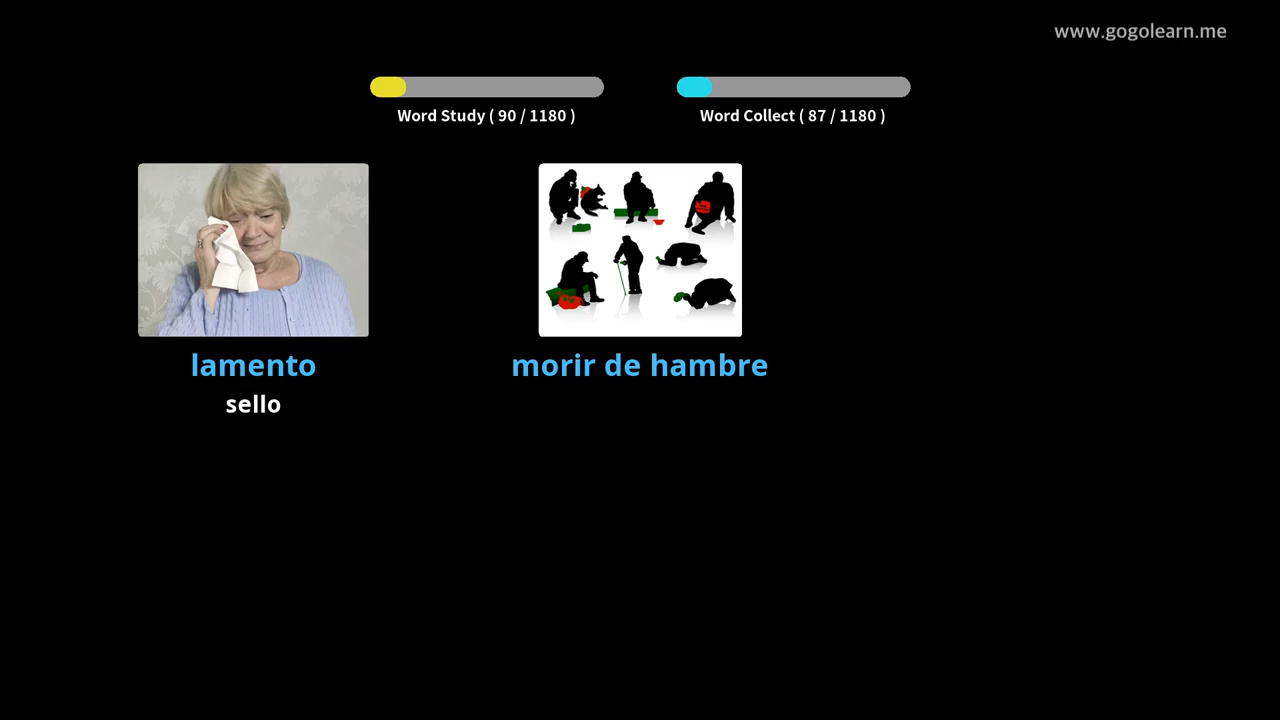 www.gogolearn.me
Word Study ( 90 / 1180 )
Word Collect ( 87 / 1180 )
lamento
sello
morir de hambre